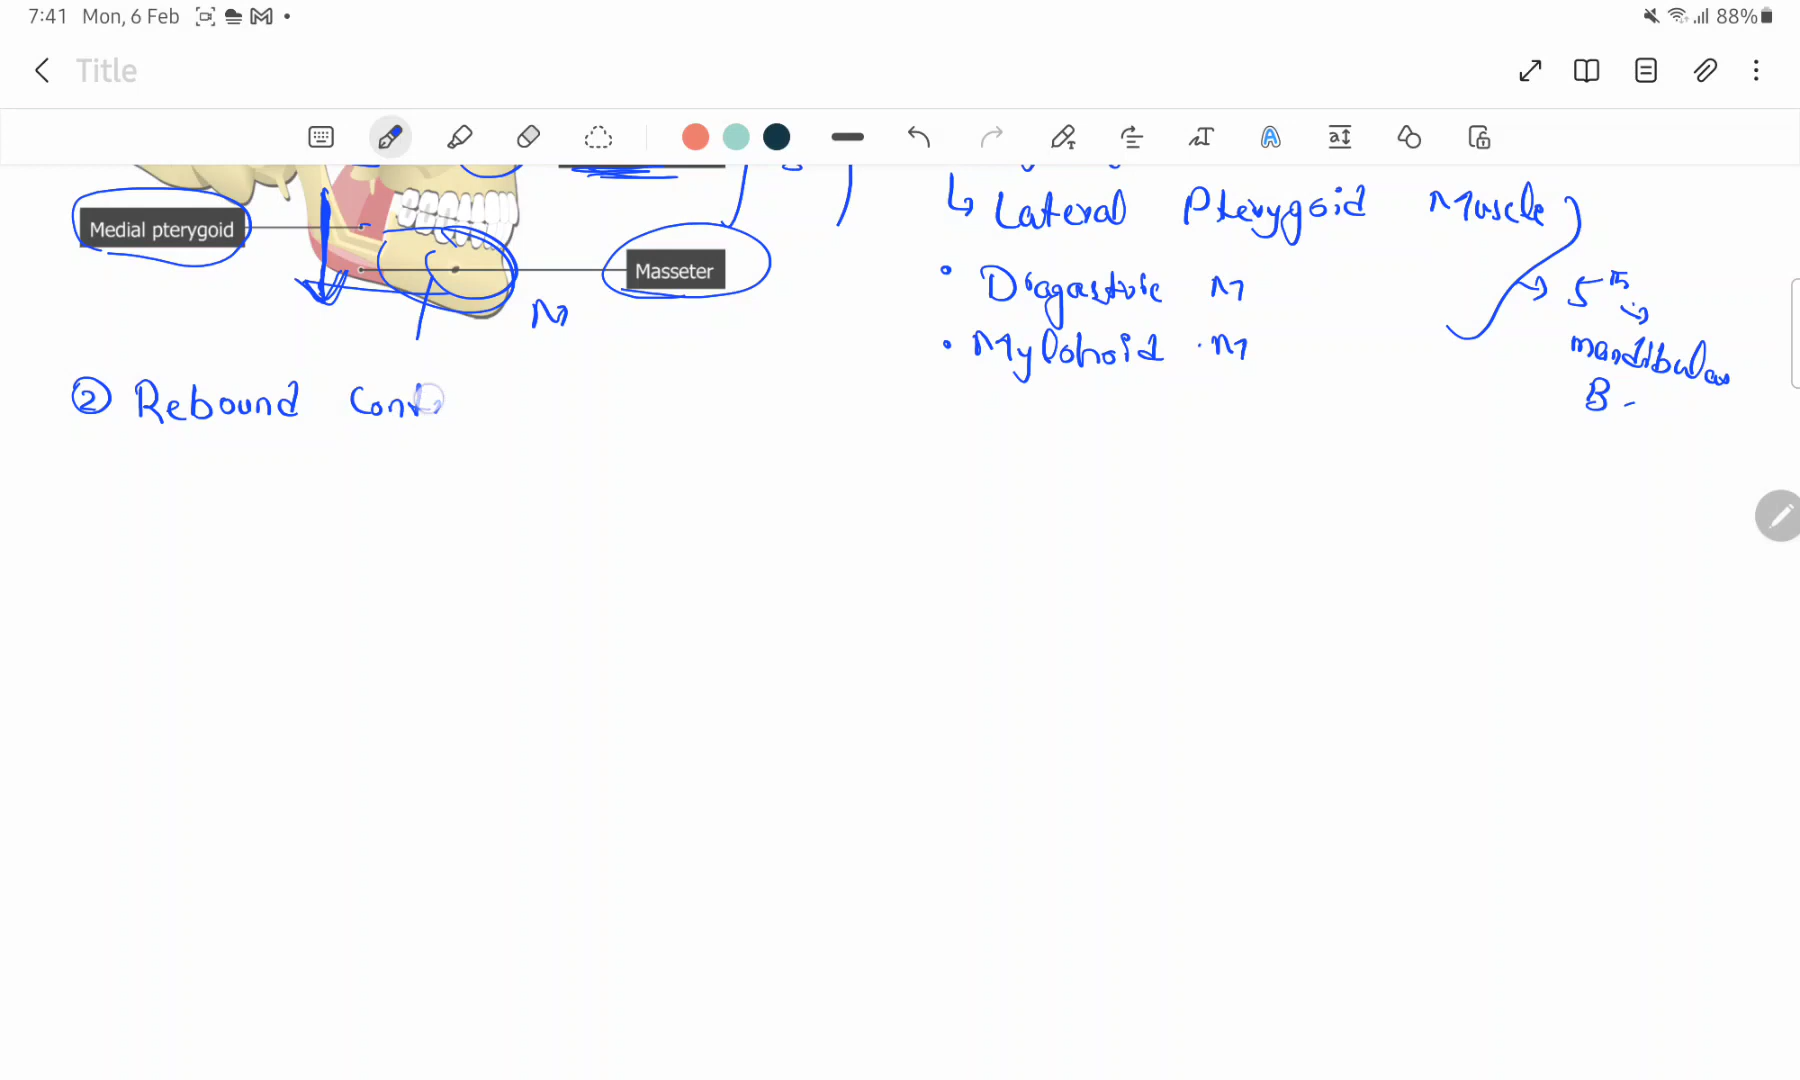 7:41 Mon, 6 Feb
88%
Title
Medial pterygoid
Masseter
M
Lateral Pterygoid Muscle
• Diagastric M
• Mylohoid . M
5th
mandibular
B -
② Rebound Cont